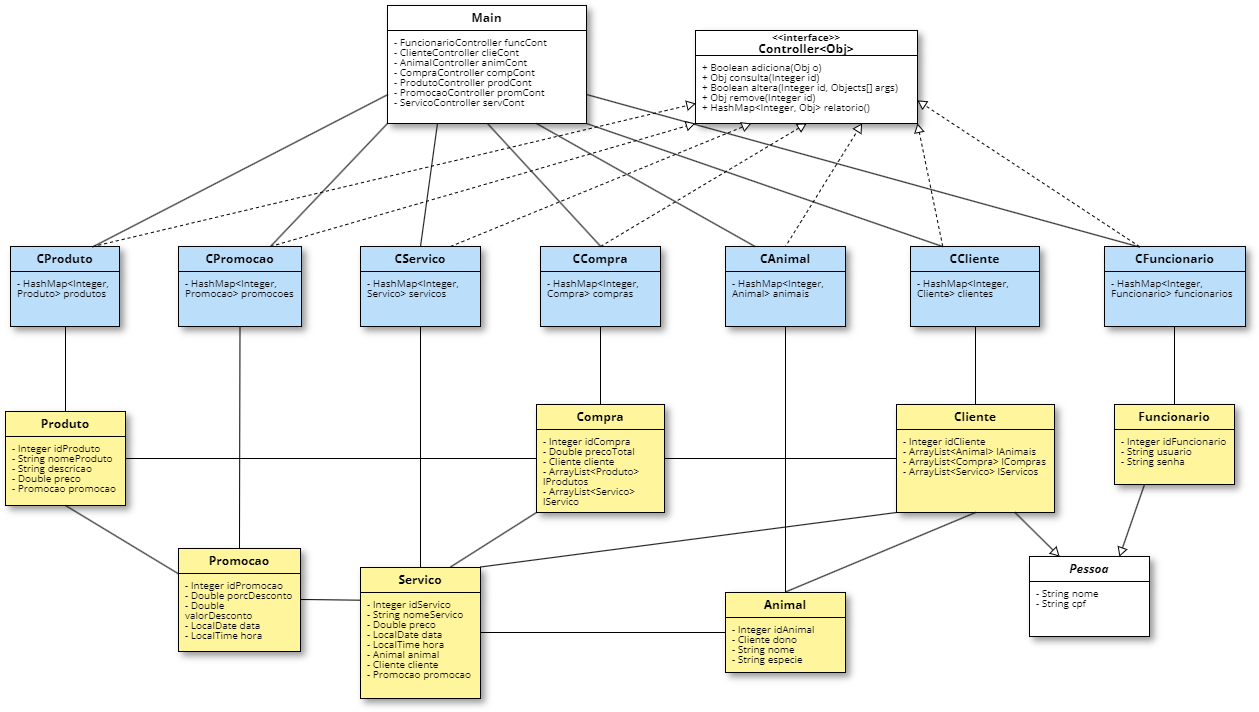 Main
- FuncionarioController funcCont
- ClienteController clieCont
- AnimalController animCont
- CompraController compCont
- ProdutoController prodCont
- PromocaoController promCont
- ServicoController servCont
<<interface>>
Controller<Obj>
+ Boolean adiciona(Obj o)
+ Obj consulta(Integer id)
+ Boolean altera(Integer id, Objects[] args)
+ Obj remove(Integer id)
+ HashMap<Integer, Obj> relatorio()
CProduto
- HashMap<Integer,
Produto> produtos
CPromocao
- HashMap<Integer,
Promocao> promocoes
CServico
- HashMap<Integer,
Servico> servicos
CCompra
- HashMap<Integer,
Compra> compras
CAnimal
- HashMap<Integer,
Animal> animais
CCliente
- HashMap<Integer,
Cliente> clientes
CFuncionario
- HashMap<Integer,
Funcionario> funcionarios
Produto
- Integer idProduto
- String nomeProduto
- String descricao
- Double preco
- Promocao promocao
Compra
- Integer idCompra
- Double precoTotal
- Cliente cliente
- ArrayList<Produto>
lProdutos
- ArrayList<Servico>
lServico
Cliente
- Integer idCliente
- ArrayList<Animal> lAnimais
- ArrayList<Compra> lCompras
- ArrayList<Servico> lServicos
Funcionario
- Integer idFuncionario
- String usuario
- String senha
Promocao
- Integer idPromocao
- Double porcDesconto
- Double
valorDesconto
- LocalDate data
- LocalTime hora
Servico
- Integer idServico
- String nomeServico
- Double preco
- LocalDate data
- LocalTime hora
- Animal animal
- Cliente cliente
- Promocao promocao
Animal
- Integer idAnimal
- Cliente dono
- String nome
- String especie
Pessoa
- String nome
- String cpf